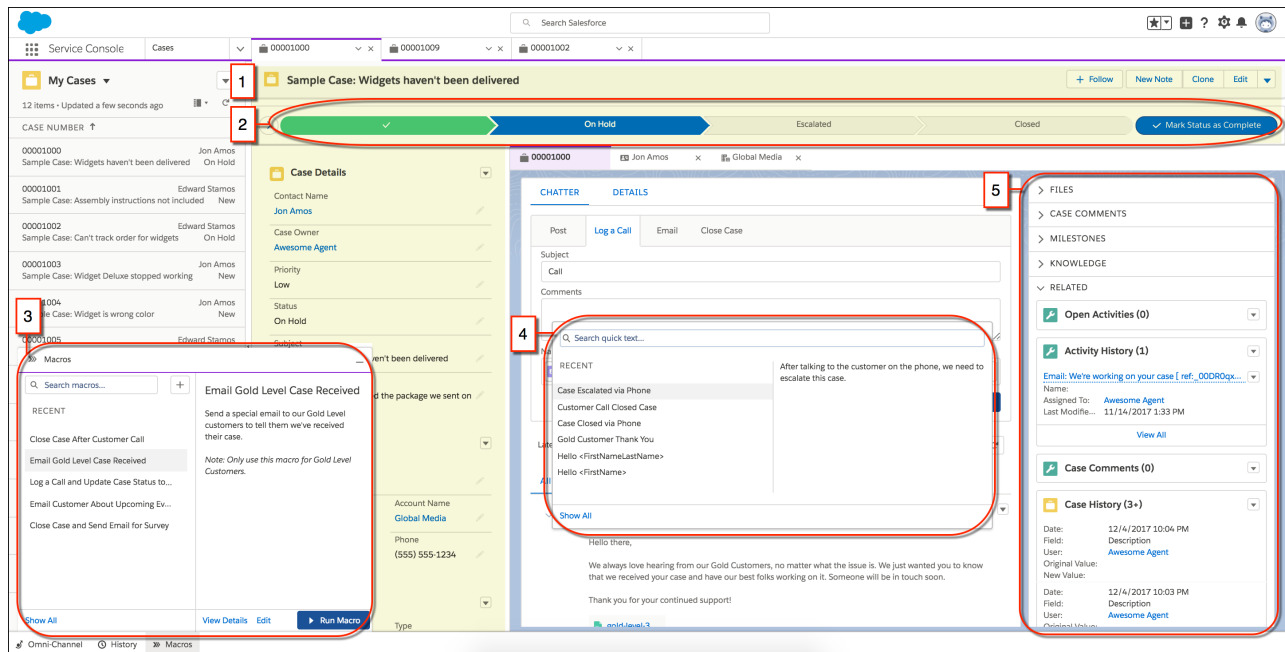 Search Salesforce
Service Console
Cases
00001000
00001009
00001002
My Cases
12 items • Updated a few seconds ago
CASE NUMBER
00001000 Jon Amos
Sample Case: Widgets haven't been delivered On Hold
00001001 Edward Stamos
Sample Case: Assembly instructions not included New
00001002 Edward Stamos
Sample Case: Can't track order for widgets On Hold
00001003 Jon Amos
Sample Case: Widget Deluxe stopped working New
1004 Jon Amos
le Case: Widget is wrong color New
00001005 Edward Stamos
1
Sample Case: Widgets haven't been delivered
+ Follow
New Note
Clone
Edit
2
On Hold
Escalated
Closed
Mark Status as Complete
Case Details
Contact Name
Jon Amos
Case Owner
Awesome Agent
Priority
Low
Status
On Hold
Subject
ven't been delivered
d the package we sent on
Account Name
Global Media
Phone
(555) 555-1234
Type
3
Macros
Search macros...
RECENT
Close Case After Customer Call
Email Gold Level Case Received
Log a Call and Update Case Status to...
Email Customer About Upcoming Ev...
Close Case and Send Email for Survey
Show All
Email Gold Level Case Received
Send a special email to our Gold Level
customers to tell them we've received
their case.
Note: Only use this macro for Gold Level
Customers.
View Details
Edit
Run Macro
00001000
Jon Amos
Global Media
CHATTER
DETAILS
Post
Log a Call
Email
Close Case
Subject
Call
Comments
4
Search quick text...
RECENT
Case Escalated via Phone
Customer Call Closed Case
Case Closed via Phone
Gold Customer Thank You
Hello <FirstNameLastName>
Hello <FirstName>
Show All
After talking to the customer on the phone, we need to
escalate this case.
Na
Late
Al
Hello there,
We always love hearing from our Gold Customers, no matter what the issue is. We just wanted you to know
that we received your case and have our best folks working on it. Someone will be in touch soon.
Thank you for your continued support!
gold-level-3
5
FILES
CASE COMMENTS
MILESTONES
KNOWLEDGE
RELATED
Open Activities (0)
Activity History (1)
Email: We're working on your case [ ref:_00DR0qx...
Name:
Assigned To: Awesome Agent
Last Modifie... 11/14/2017 1:33 PM
View All
Case Comments (0)
Case History (3+)
Date: 12/4/2017 10:04 PM
Field: Description
User: Awesome Agent
Original Value:
New Value:
Date: 12/4/2017 10:03 PM
Field: Description
User: Awesome Agent
Original Value:
Omni-Channel
History
Macros